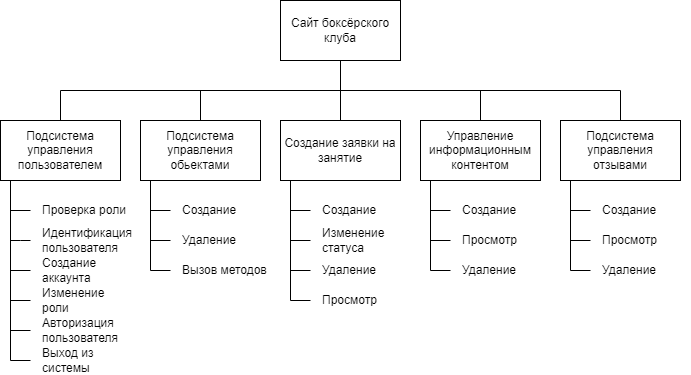 Сайт боксёрского
клуба
Подсистема
управления
пользователем
Проверка роли
Идентификация
пользователя
Создание
аккаунта
Изменение
роли
Авторизация
пользователя
Выход из
системы
Подсистема
управления
обьектами
Создание
Удаление
Вызов методов
Создание заявки на
занятие
Создание
Изменение
статуса
Удаление
Просмотр
Управление
информационным
контентом
Создание
Просмотр
Удаление
Подсистема
управления
отзывами
Создание
Просмотр
Удаление